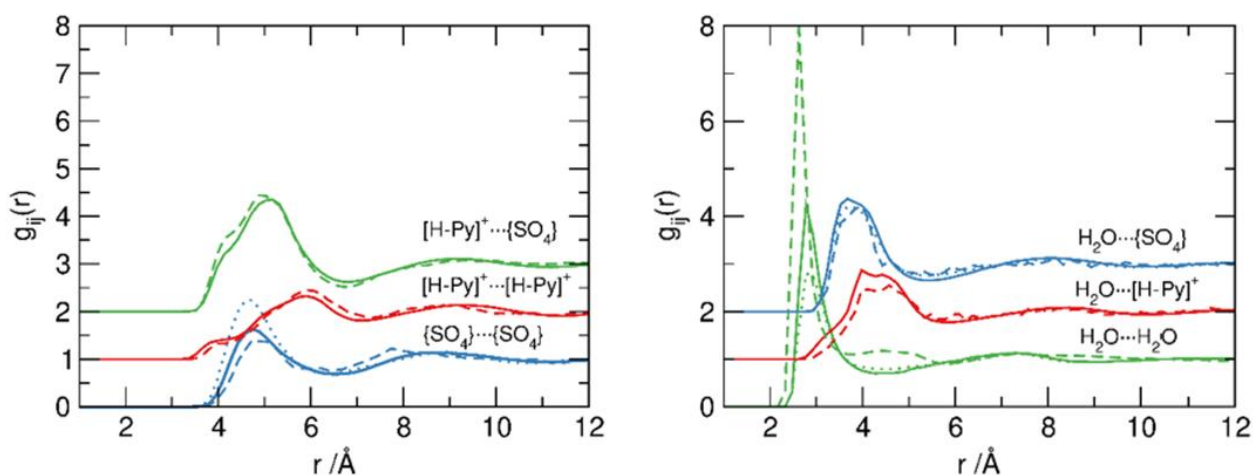 8
7
6
5
4
3
2
1
0
g_ij(r)
[H-Py]⁺···{SO₄}
[H-Py]⁺···[H-Py]⁺
{SO₄}···{SO₄}
2 4 6 8 10 12
r /Å
8
6
4
2
0
g_ij(r)
H₂O···{SO₄}
H₂O···[H-Py]⁺
H₂O···H₂O
2 4 6 8 10 12
r /Å